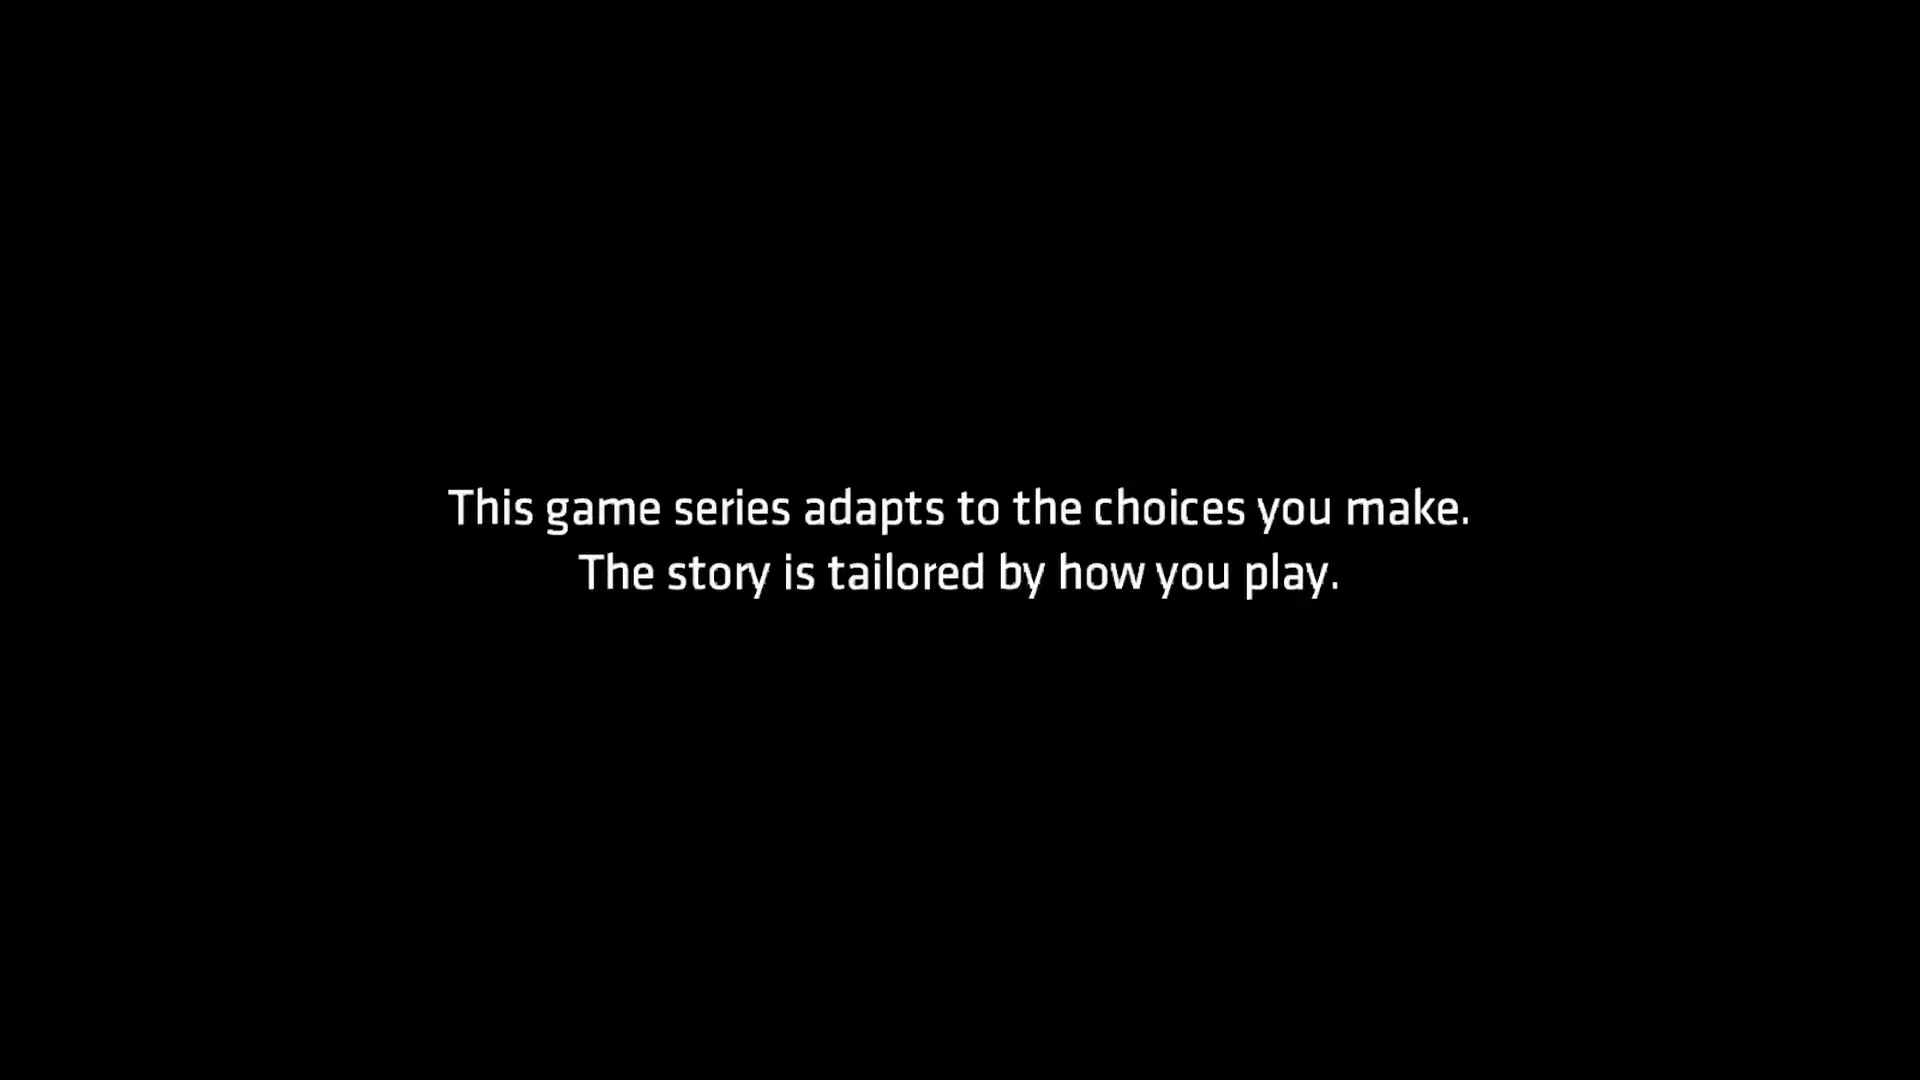 This game series adapts to the choices you make.
The story is tailored by how you play.